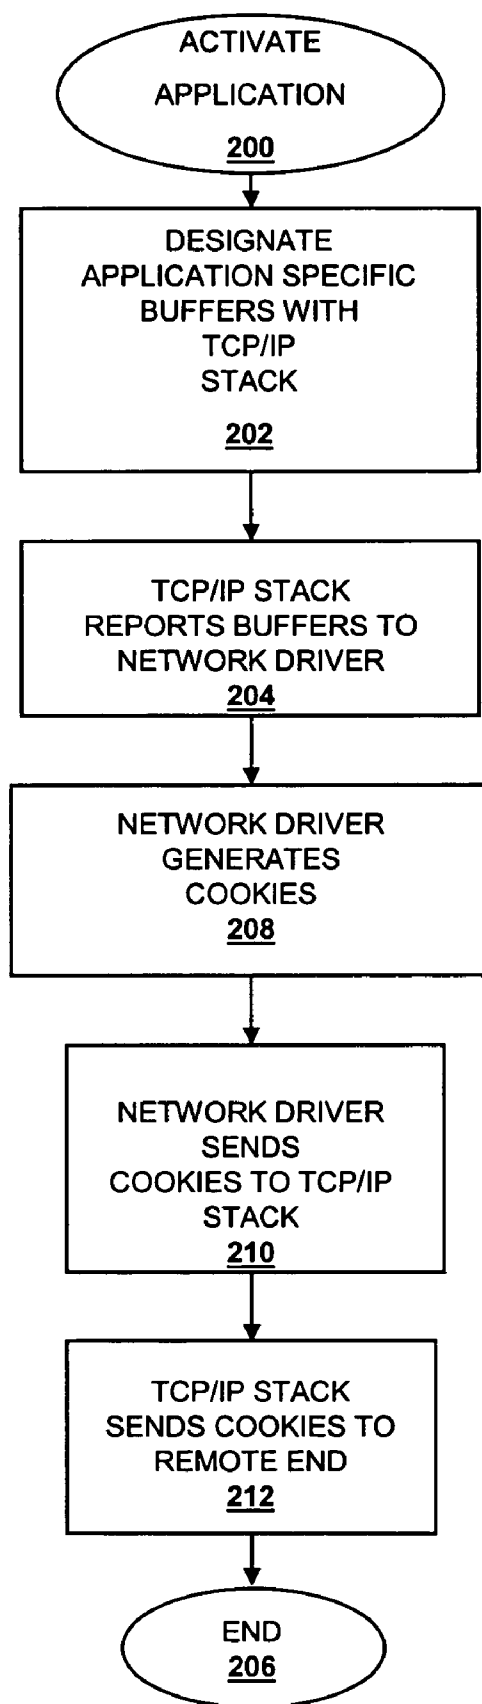 ACTIVATE
APPLICATION
200
DESIGNATE
APPLICATION SPECIFIC
BUFFERS WITH
TCP/IP
STACK
202
TCP/IP STACK
REPORTS BUFFERS TO
NETWORK DRIVER
204
NETWORK DRIVER
GENERATES
COOKIES
208
NETWORK DRIVER
SENDS
COOKIES TO TCP/IP
STACK
210
TCP/IP STACK
SENDS COOKIES TO
REMOTE END
212
END
206